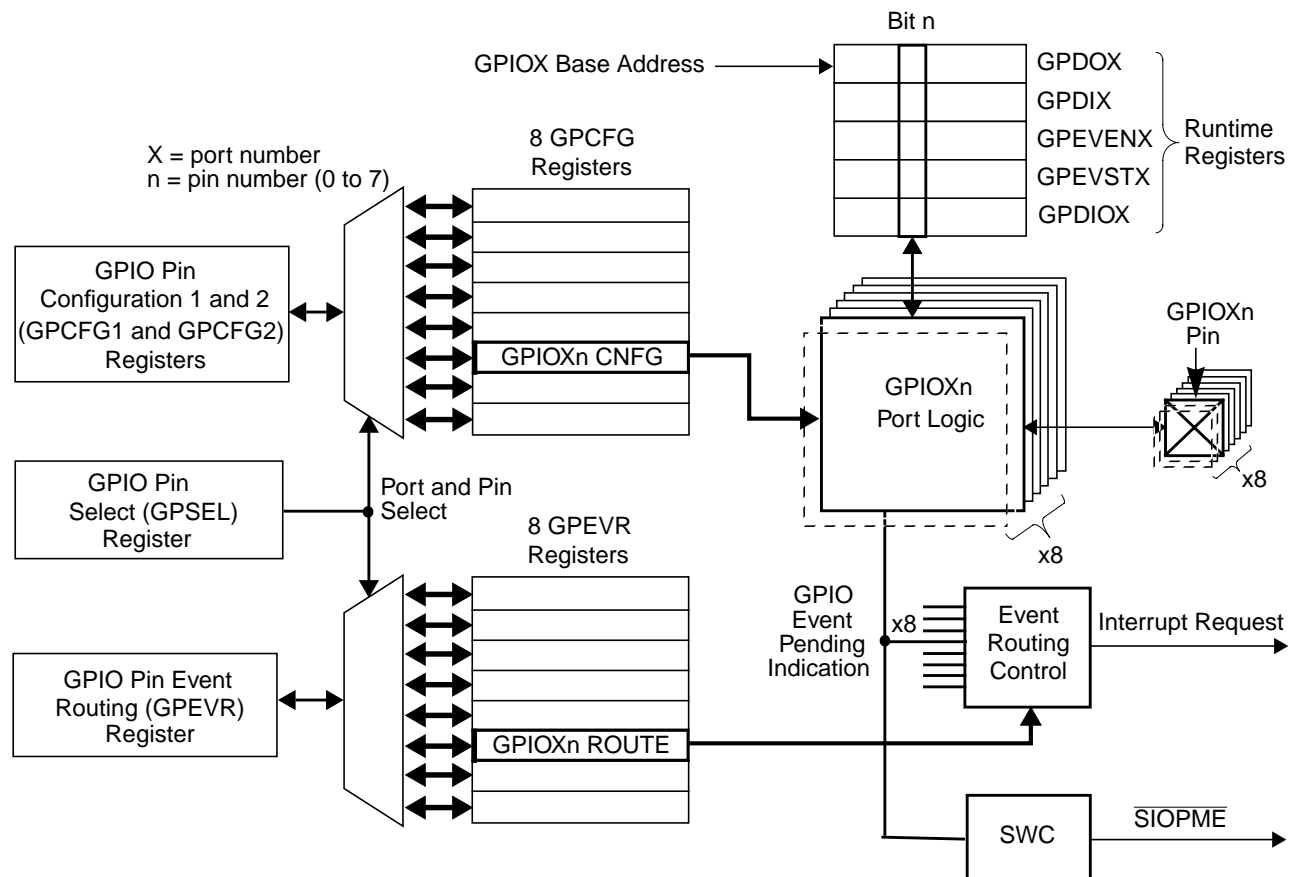 Bit n
GPIOX Base Address
GPDOX
GPDIX
GPEVENX
GPEVSTX
GPDIOX
Runtime
Registers
X = port number
n = pin number (0 to 7)
8 GPCFG
Registers
GPIO Pin
Configuration 1 and 2
(GPCFG1 and GPCFG2)
Registers
GPIOXn CNFG
GPIOXn
Port Logic
x8
GPIOXn
Pin
x8
GPIO Pin
Select (GPSEL)
Register
Port and Pin
Select
8 GPEVR
Registers
GPIO Pin Event
Routing (GPEVR)
Register
GPIOXn ROUTE
GPIO
Event
Pending
Indication
x8
Event
Routing
Control
Interrupt Request
SWC
SIOPME